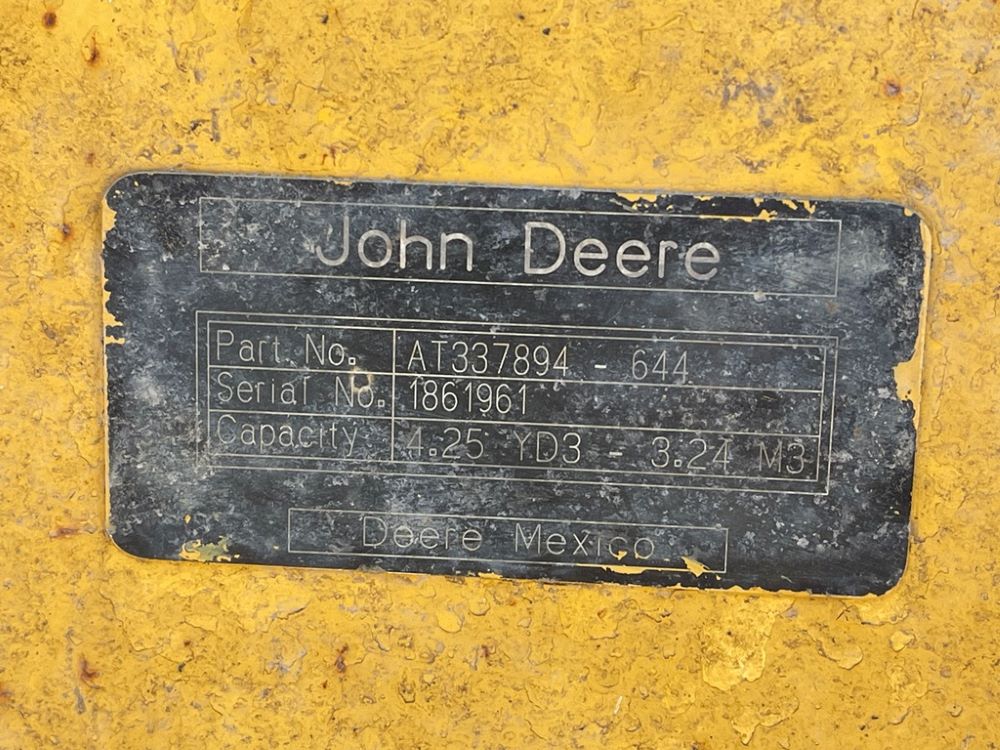 John Deere
Part. No. AT337894 - 644
Serial No. 1861961
Capacity 4.25 YD3 - 3.24 M3
Deere Mexico